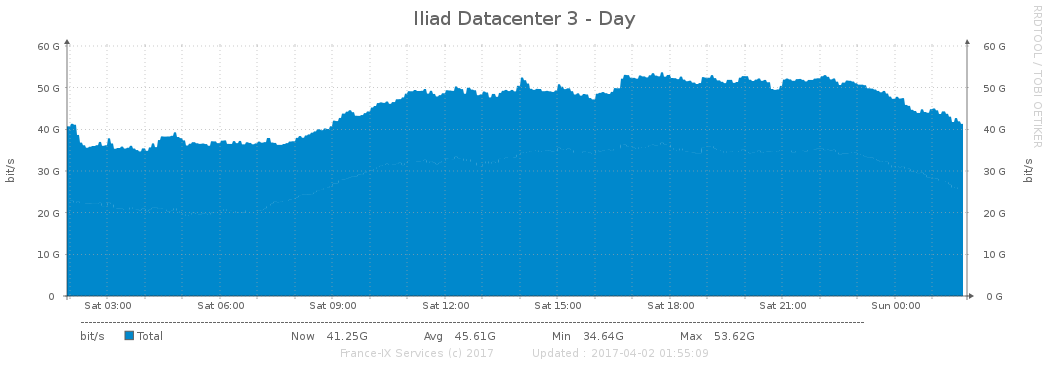 Iliad Datacenter 3 - Day
RRDTOOL / TOBI OETIKER
60 G 60 G
50 G 50 G
40 G 40 G
30 G 30 G
20 G 20 G
10 G 10 G
0 0 G
bit/s bit/s
Sat 03:00 Sat 06:00 Sat 09:00 Sat 12:00 Sat 15:00 Sat 18:00 Sat 21:00 Sun 00:00
bit/s Total Now 41.25G Avg 45.61G Min 34.64G Max 53.62G
France-IX Services (c) 2017 Updated : 2017-04-02 01:55:09